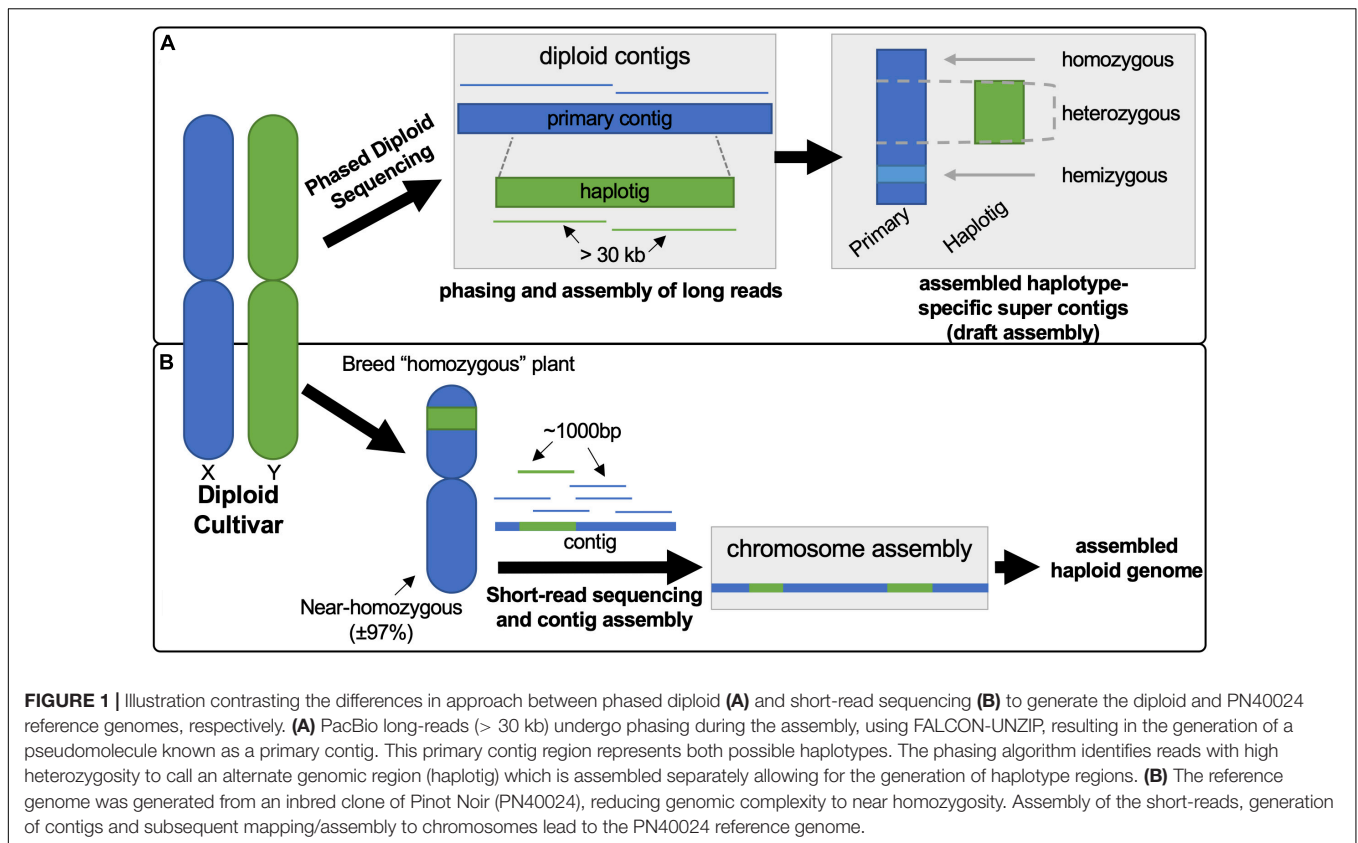 A
Phased Diploid
Sequencing
diploid contigs
primary contig
haplotig
> 30 kb
phasing and assembly of long reads
homozygous
heterozygous
hemizygous
Primary
Haplotig
assembled haplotype-
specific super contigs
(draft assembly)
X Y
Diploid
Cultivar
B
Breed “homozygous” plant
Near-homozygous
(±97%)
~1000bp
contig
Short-read sequencing
and contig assembly
chromosome assembly
assembled
haploid genome
FIGURE 1 | Illustration contrasting the differences in approach between phased diploid (A) and short-read sequencing (B) to generate the diploid and PN40024
reference genomes, respectively. (A) PacBio long-reads (> 30 kb) undergo phasing during the assembly, using FALCON-UNZIP, resulting in the generation of a
pseudomolecule known as a primary contig. This primary contig region represents both possible haplotypes. The phasing algorithm identifies reads with high
heterozygosity to call an alternate genomic region (haplotig) which is assembled separately allowing for the generation of haplotype regions. (B) The reference
genome was generated from an inbred clone of Pinot Noir (PN40024), reducing genomic complexity to near homozygosity. Assembly of the short-reads, generation
of contigs and subsequent mapping/assembly to chromosomes lead to the PN40024 reference genome.